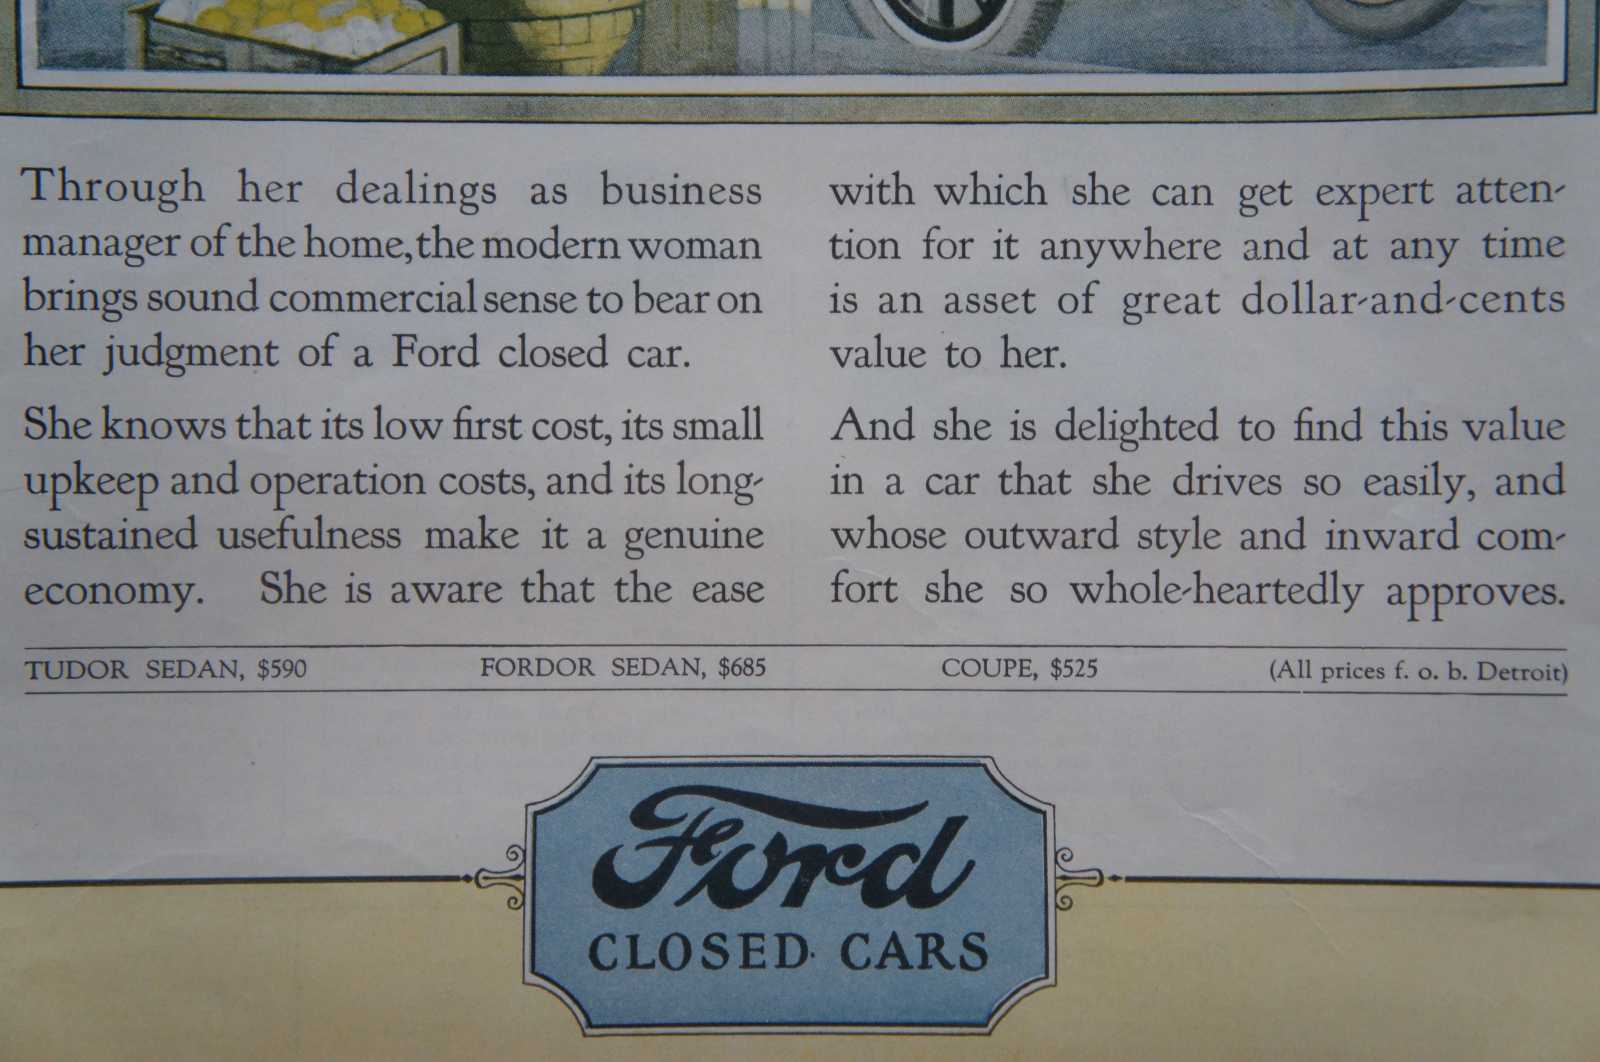 Through her dealings as business
manager of the home, the modern woman
brings sound commercial sense to bear on
her judgment of a Ford closed car.
She knows that its low first cost, its small
upkeep and operation costs, and its long-
sustained usefulness make it a genuine
economy. She is aware that the ease
with which she can get expert atten-
tion for it anywhere and at any time
is an asset of great dollar-and-cents
value to her.
And she is delighted to find this value
in a car that she drives so easily, and
whose outward style and inward com-
fort she so whole-heartedly approves.
TUDOR SEDAN, $590 FORDOR SEDAN, $685 COUPE, $525 (All prices f. o. b. Detroit)
Ford
CLOSED CARS